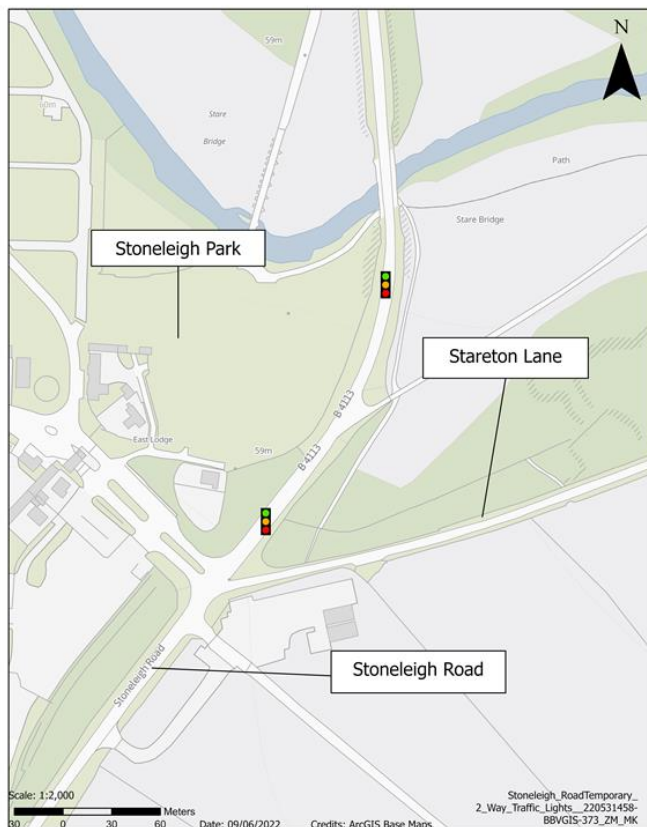 59m
N
60m
Stare
Bridge
Path
Stare Bridge
Stoneleigh Park
Stareton Lane
B 4113
East Lodge
59m
B 4113
Stoneleigh Road
Stoneleigh Road
Scale: 1:2,000
Meters
30 0 30 60
Date: 09/06/2022
Credits: ArcGIS Base Maps
Stoneleigh_RoadTemporary_
2_Way_Traffic_Lights__220531458-
BBVGIS-373_ZM_MK